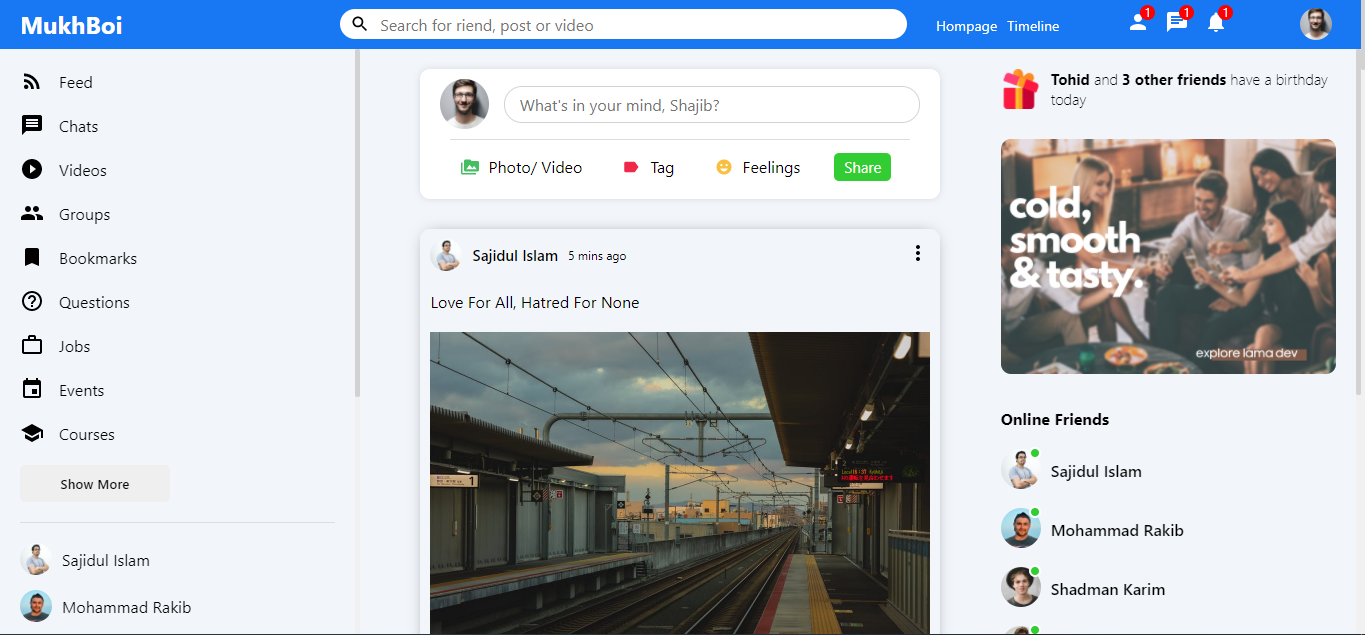 MukhBoi
Search for riend, post or video
Hompage Timeline
1
1
1
Feed
Chats
Videos
Groups
Bookmarks
Questions
Jobs
Events
Courses
Show More
Sajidul Islam
Mohammad Rakib
What's in your mind, Shajib?
Photo/ Video
Tag
Feelings
Share
Sajidul Islam 5 mins ago
Love For All, Hatred For None
1
Tohid and 3 other friends have a birthday
today
cold,
smooth
& tasty.
explore lama dev
Online Friends
Sajidul Islam
Mohammad Rakib
Shadman Karim